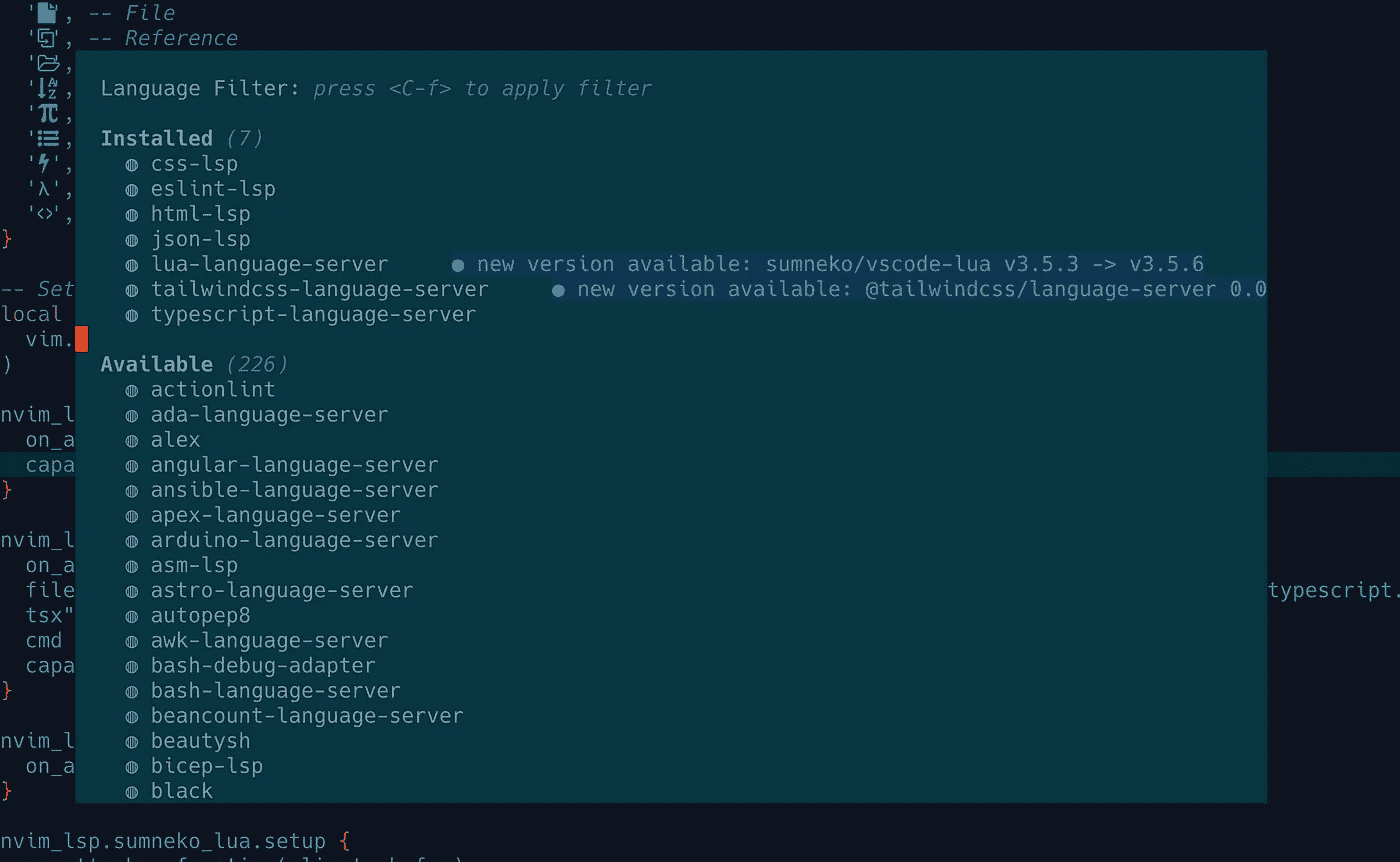 ' ', -- File
' ', -- Reference
' ',
Language Filter: press <C-f> to apply filter
' ',
' ',
Installed (7)
' ',
css-lsp
' ',
eslint-lsp
'λ',
html-lsp
'<>',
json-lsp
}
lua-language-server ● new version available: sumneko/vscode-lua v3.5.3 -> v3.5.6
-- Set
tailwindcss-language-server ● new version available: @tailwindcss/language-server 0.0
local
typescript-language-server
vim.
Available (226)
)
actionlint
nvim_l
ada-language-server
on_a
alex
capa
angular-language-server
}
ansible-language-server
apex-language-server
nvim_l
arduino-language-server
on_a
asm-lsp
file
astro-language-server
typescript.
tsx"
autopep8
cmd
awk-language-server
capa
bash-debug-adapter
}
bash-language-server
beancount-language-server
nvim_l
beautysh
on_a
bicep-lsp
}
black
nvim_lsp.sumneko_lua.setup {